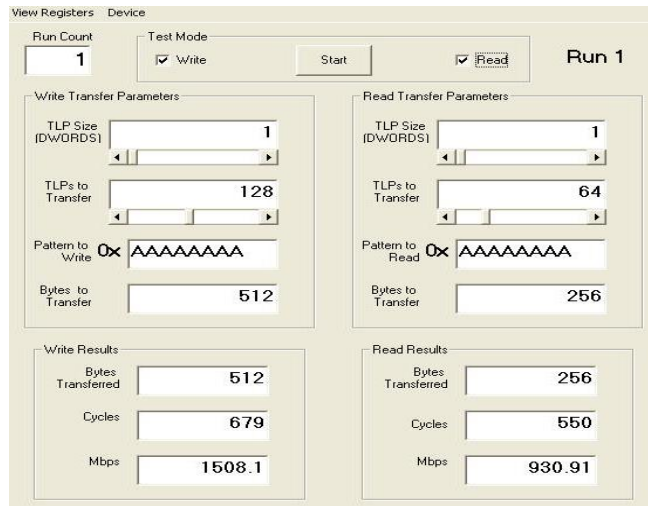 View Registers Device
Run Count
1
Test Mode
Write
Start
Read
Run 1
Write Transfer Parameters
TLP Size
(DWORDS)
1
TLPs to
Transfer
128
Pattern to
Write
0x AAAAAAAA
Bytes to
Transfer
512
Read Transfer Parameters
TLP Size
(DWORDS)
1
TLPs to
Transfer
64
Pattern to
Read
0x AAAAAAAA
Bytes to
Transfer
256
Write Results
Bytes
Transferred
512
Cycles
679
Mbps
1508.1
Read Results
Bytes
Transferred
256
Cycles
550
Mbps
930.91